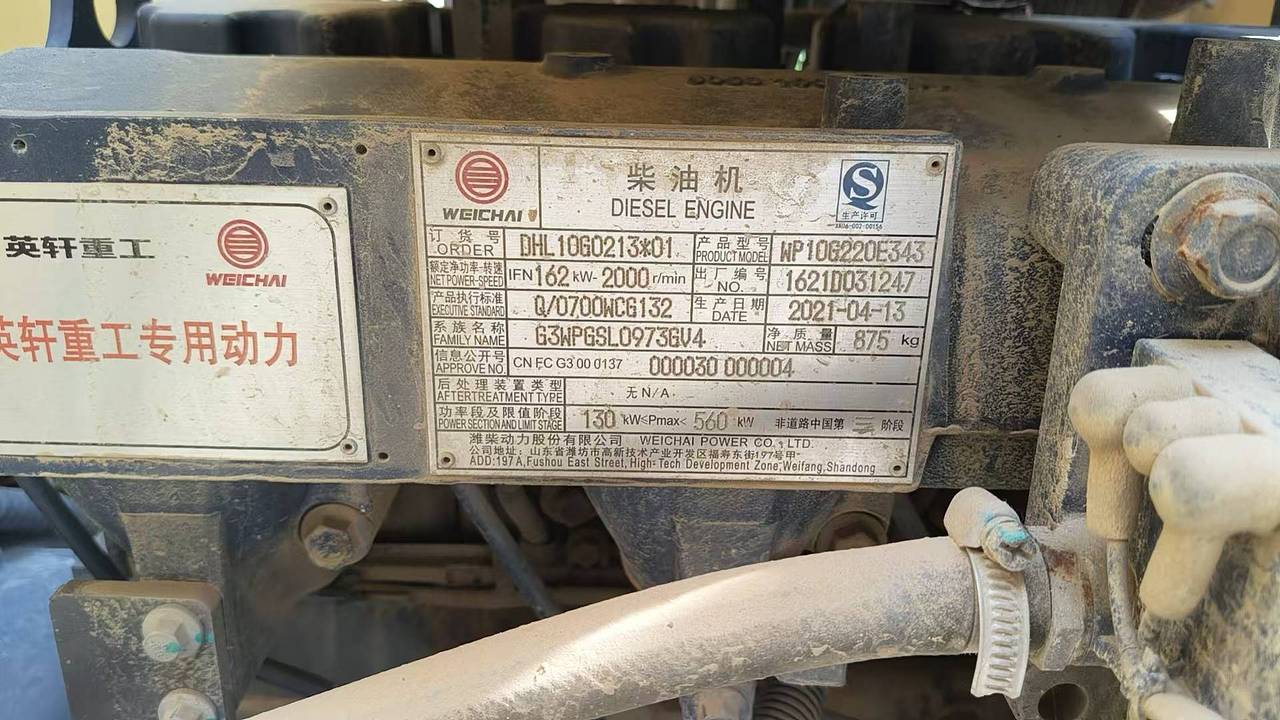 英轩重工
WEICHAI
英轩重工专用动力
WEICHAI
柴油机
DIESEL ENGINE
S
生产许可
XK06-002-00156
订货号 ORDER DHL10G0213*01 产品型号 PRODUCT MODEL WP10G220E343
额定净功率-转速 NET POWER-SPEED IFN 162 kW- 2000 r/min 出厂编号 NO. 1621D031247
产品执行标准 EXECUTIVE STANDARD Q/0700WCG132 生产日期 DATE 2021-04-13
系族名称 FAMILY NAME G3WPGSL0973GV4 净质量 NET MASS 875 kg
信息公开号 APPROVE NO. CN FC G3 00 0137 000030 000004
后处理装置类型 AFTERTREATMENT TYPE 无 N/A
功率段及限值阶段 POWER SECTION AND LIMIT STAGE 130 kW≤Pmax< 560 kW 非道路中国第 三 阶段
潍柴动力股份有限公司 WEICHAI POWER CO., LTD.
公司地址: 山东省潍坊市高新技术产业开发区福寿东街197号甲
ADD:197 A, Fushou East Street, High-Tech Development Zone, Weifang, Shandong